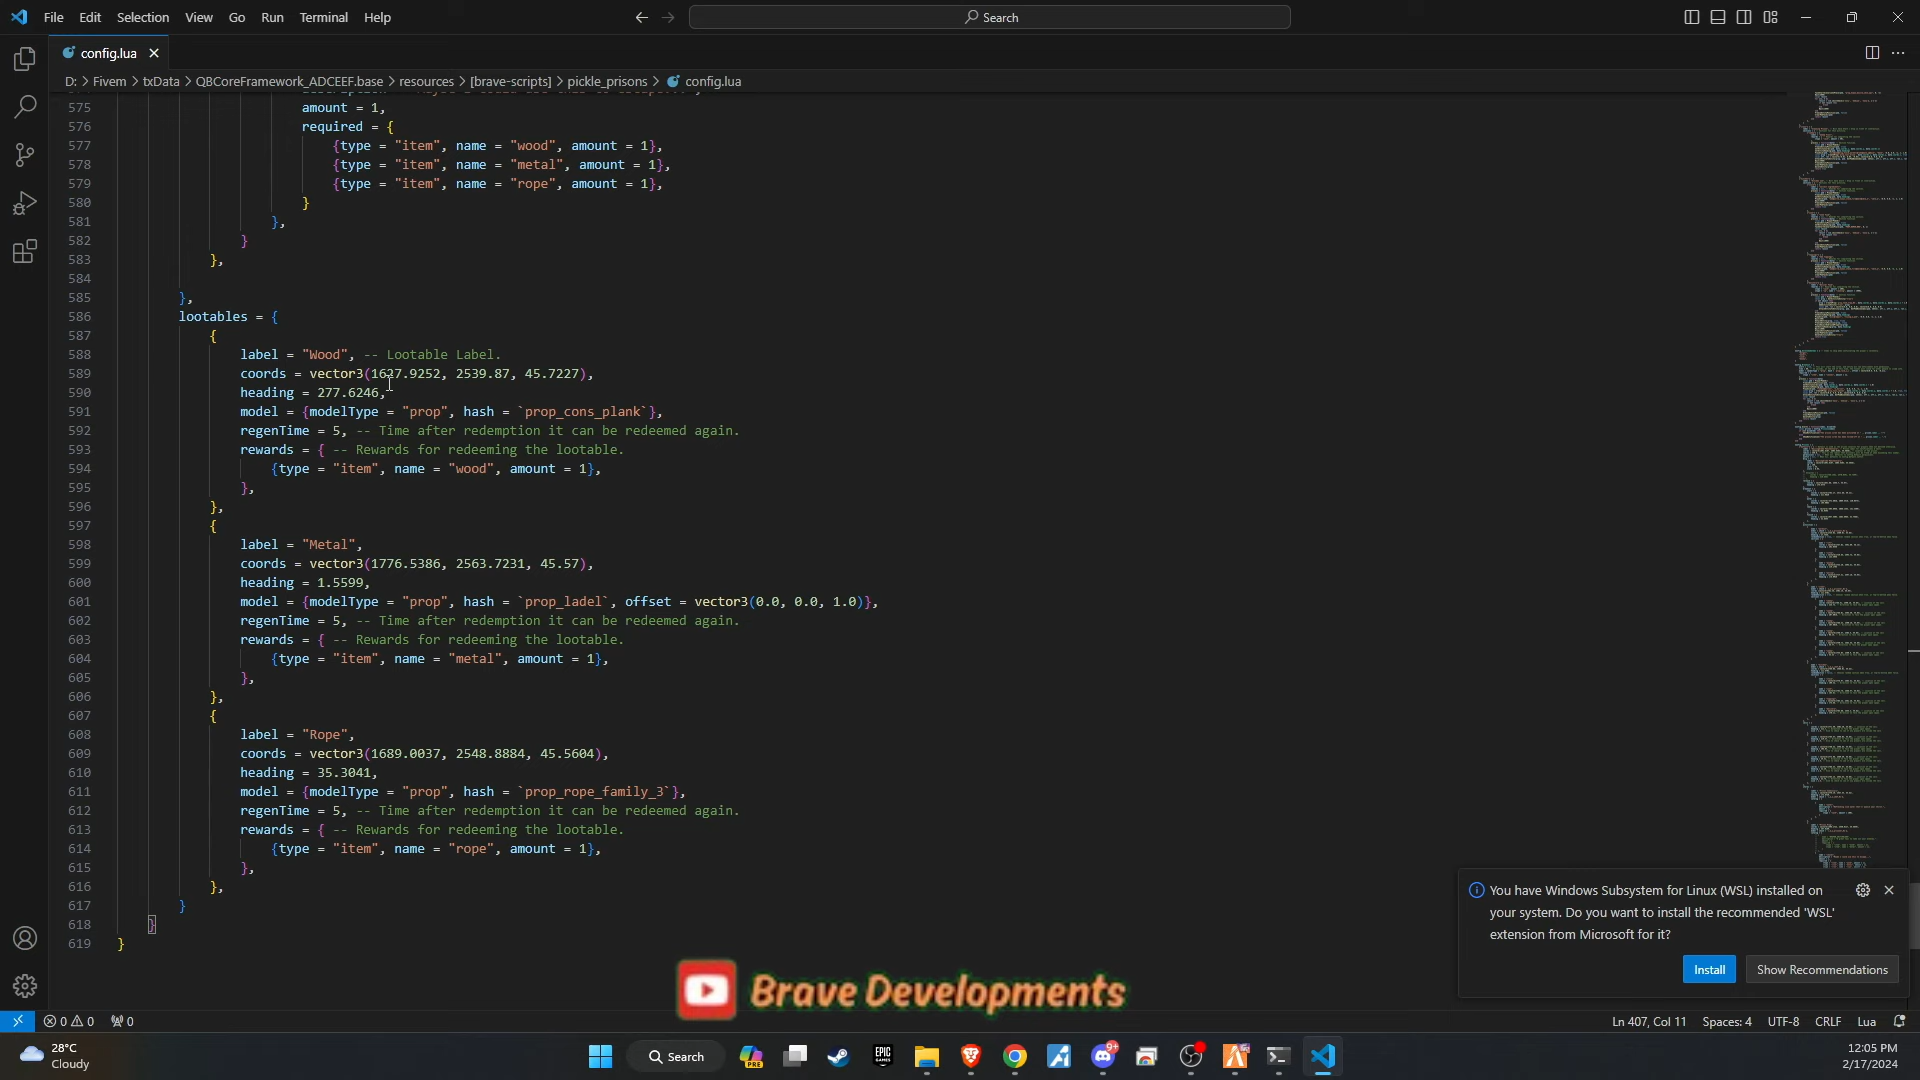 File Edit Selection View Go Run Terminal Help
Search
config.lua
D: > Fivem > txData > QBCoreFramework_ADCEEF.base > resources > [brave-scripts] > pickle_prisons > config.lua
575 amount = 1,
576 required = {
577 {type = "item", name = "wood", amount = 1},
578 {type = "item", name = "metal", amount = 1},
579 {type = "item", name = "rope", amount = 1},
580 }
581 },
582 }
583 },
584
585 },
586 lootables = {
587 {
588 label = "Wood", -- Lootable Label.
589 coords = vector3(1627.9252, 2539.87, 45.7227),
590 heading = 277.6246,
591 model = {modelType = "prop", hash = `prop_cons_plank`},
592 regenTime = 5, -- Time after redemption it can be redeemed again.
593 rewards = { -- Rewards for redeeming the lootable.
594 {type = "item", name = "wood", amount = 1},
595 },
596 },
597 {
598 label = "Metal",
599 coords = vector3(1776.5386, 2563.7231, 45.57),
600 heading = 1.5599,
601 model = {modelType = "prop", hash = `prop_ladel`, offset = vector3(0.0, 0.0, 1.0)},
602 regenTime = 5, -- Time after redemption it can be redeemed again.
603 rewards = { -- Rewards for redeeming the lootable.
604 {type = "item", name = "metal", amount = 1},
605 },
606 },
607 {
608 label = "Rope",
609 coords = vector3(1689.0037, 2548.8884, 45.5604),
610 heading = 35.3041,
611 model = {modelType = "prop", hash = `prop_rope_family_3`},
612 regenTime = 5, -- Time after redemption it can be redeemed again.
613 rewards = { -- Rewards for redeeming the lootable.
614 {type = "item", name = "rope", amount = 1},
615 },
616 },
617 }
618 }
619 }
You have Windows Subsystem for Linux (WSL) installed on
your system. Do you want to install the recommended 'WSL'
extension from Microsoft for it?
Install Show Recommendations
Brave Developments
0 0 0
Ln 407, Col 11 Spaces: 4 UTF-8 CRLF Lua
28°C
Cloudy
Search
PRE
EPIC
GAMES
9+
12:05 PM
2/17/2024